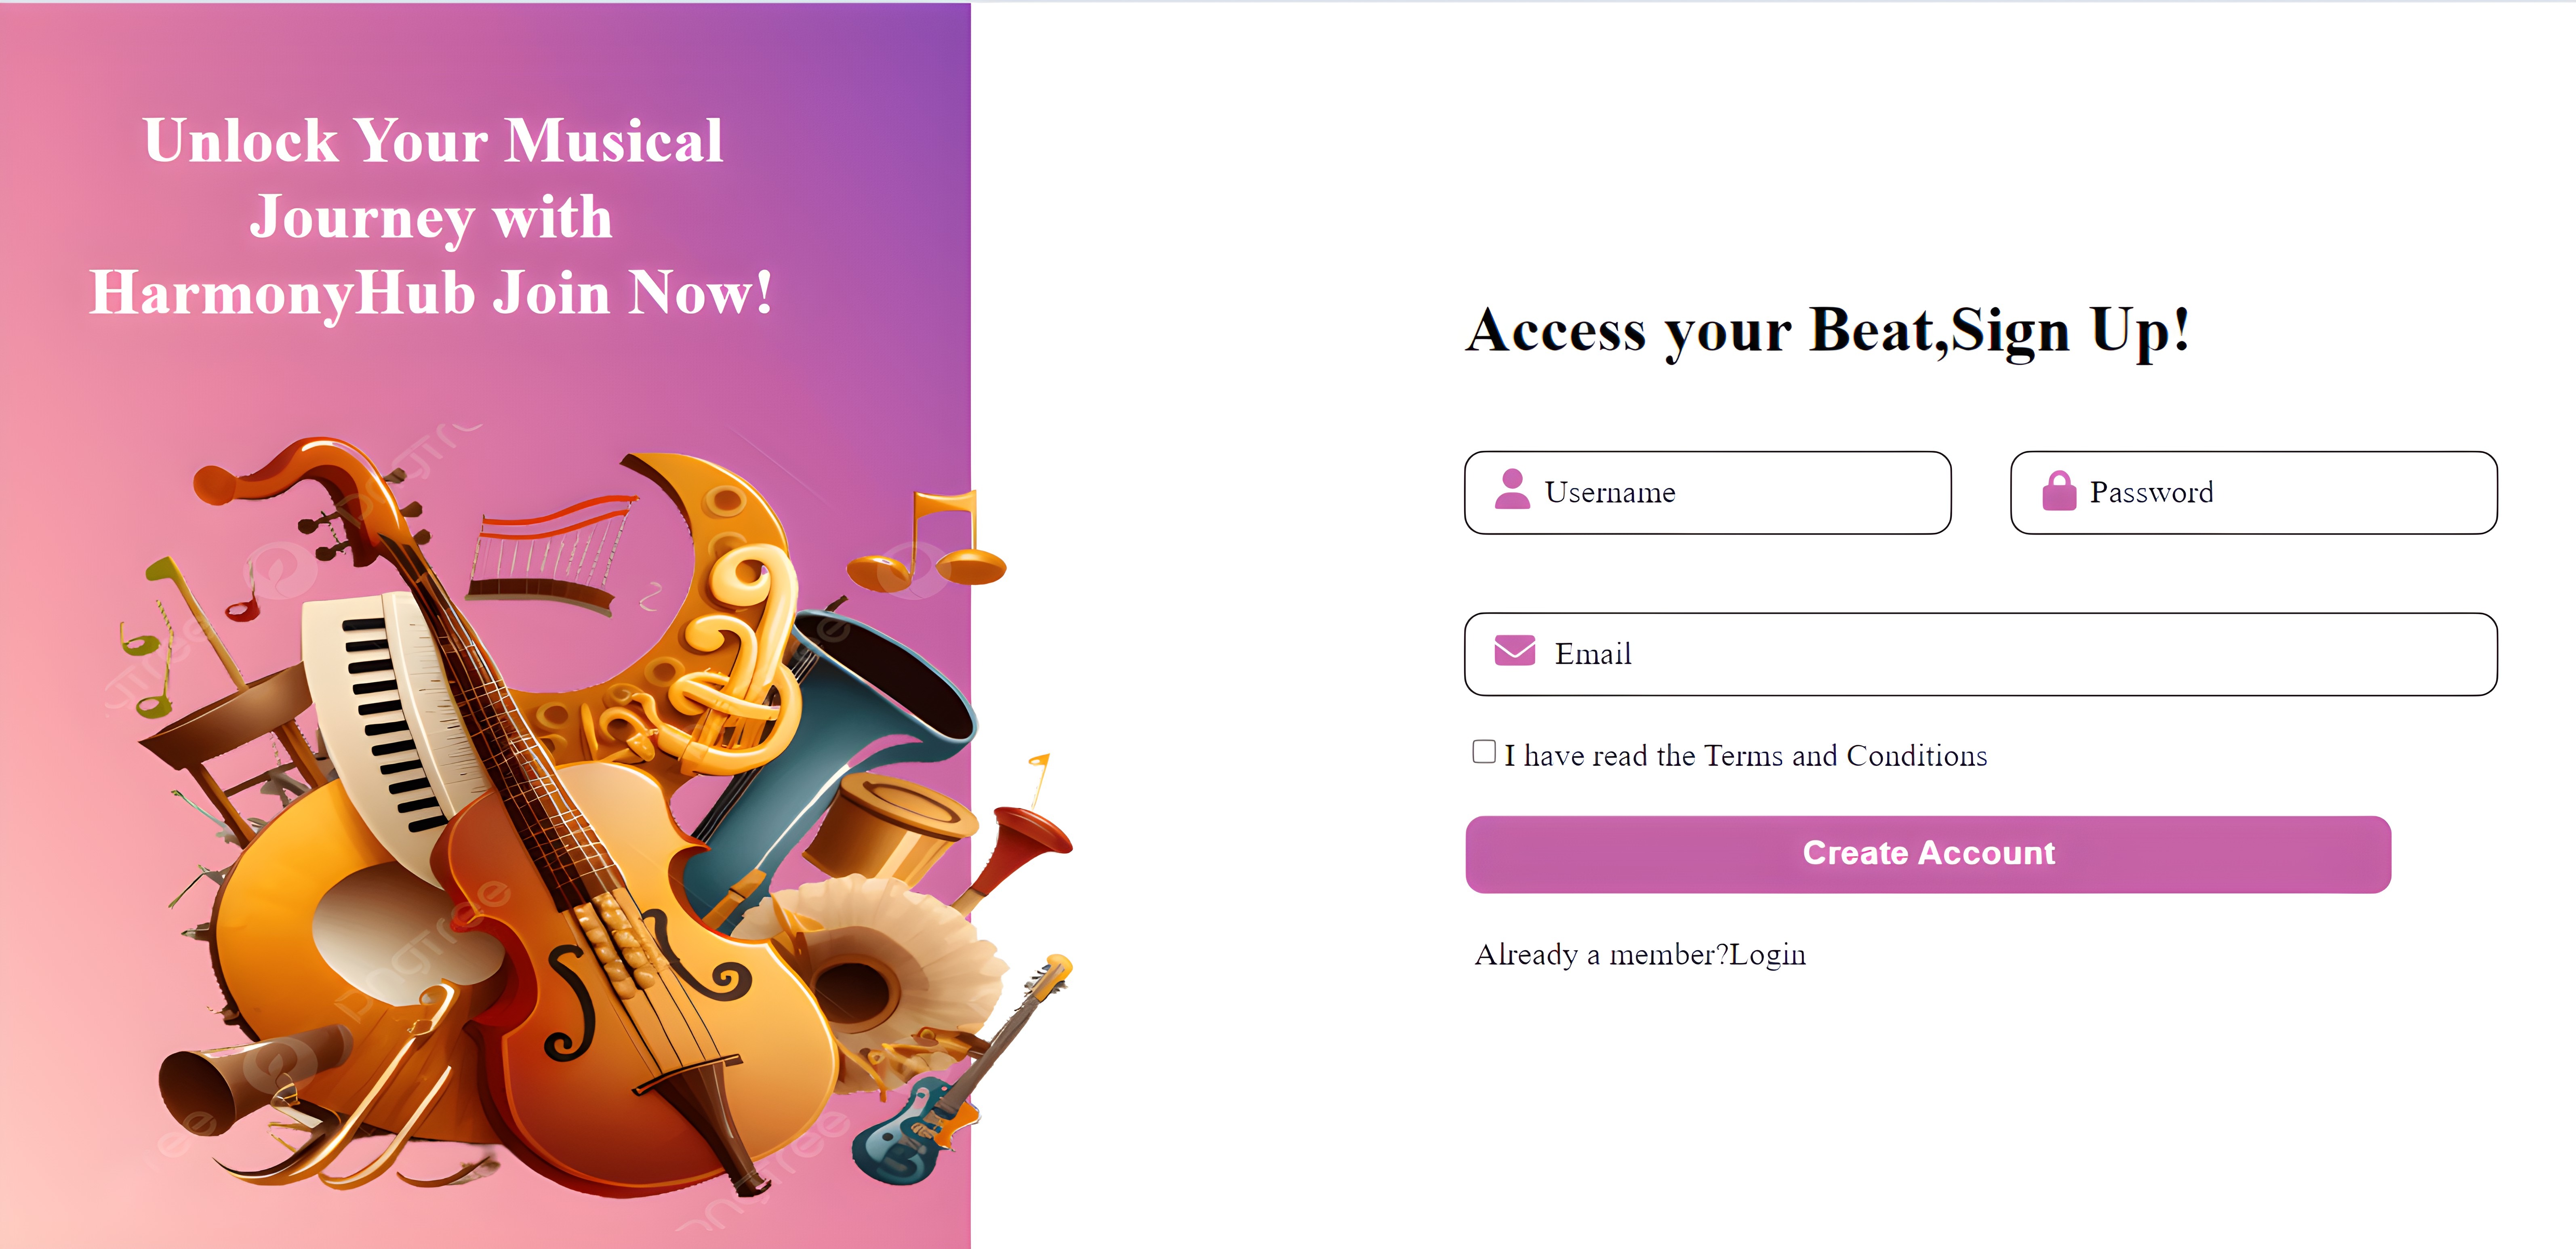 Unlock Your Musical
Journey with
HarmonyHub Join Now!
Access your Beat,Sign Up!
Username
Password
Email
I have read the Terms and Conditions
Create Account
Already a member?Login